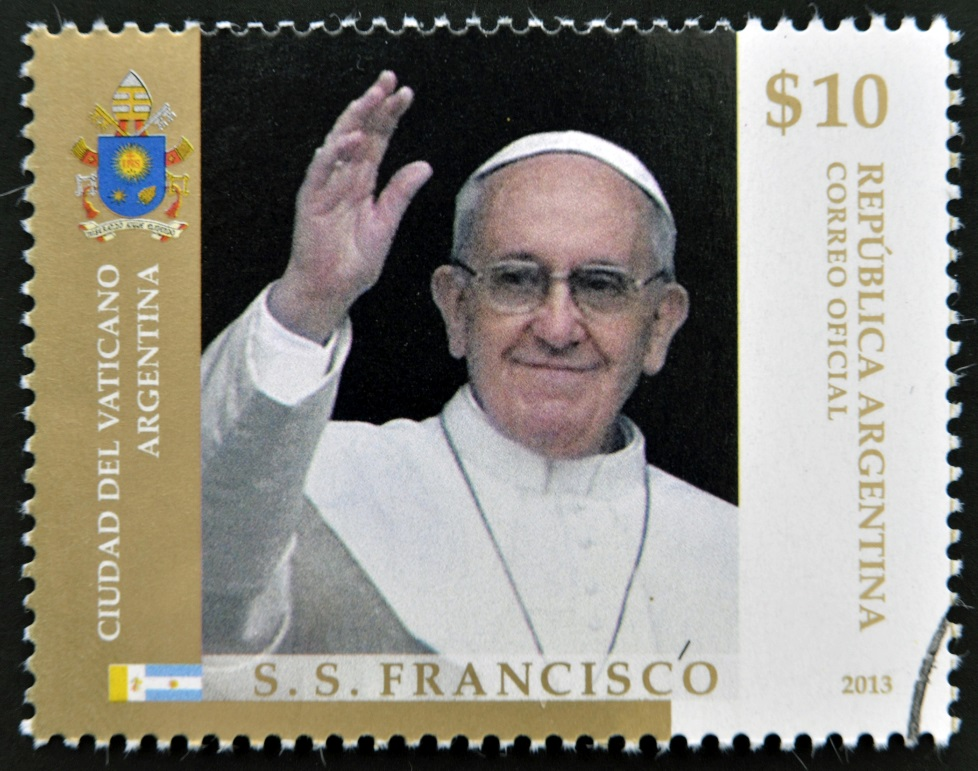 $10
REPÚBLICA ARGENTINA
CORREO OFICIAL
CIUDAD DEL VATICANO
ARGENTINA
S. S. FRANCISCO
2013